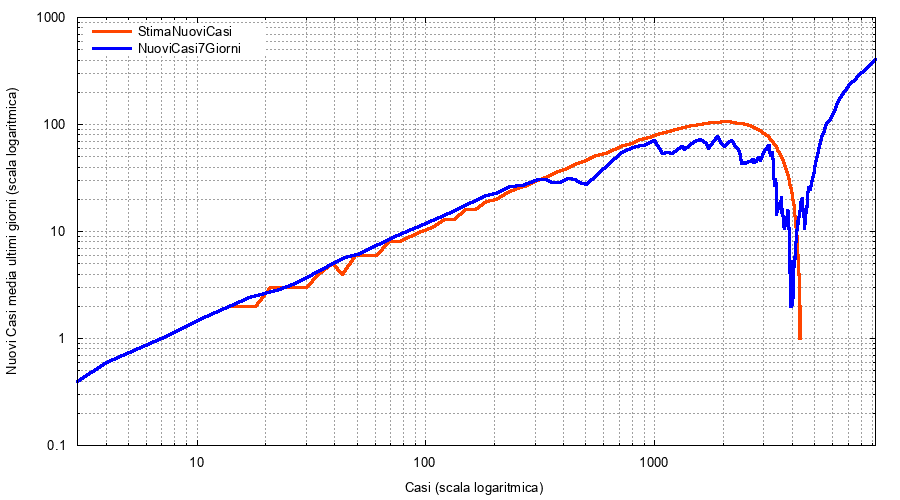 1000
StimaNuoviCasi
NuoviCasi7Giorni
100
10
1
0.1
Nuovi Casi media ultimi giorni (scala logaritmica)
10
100
1000
Casi (scala logaritmica)